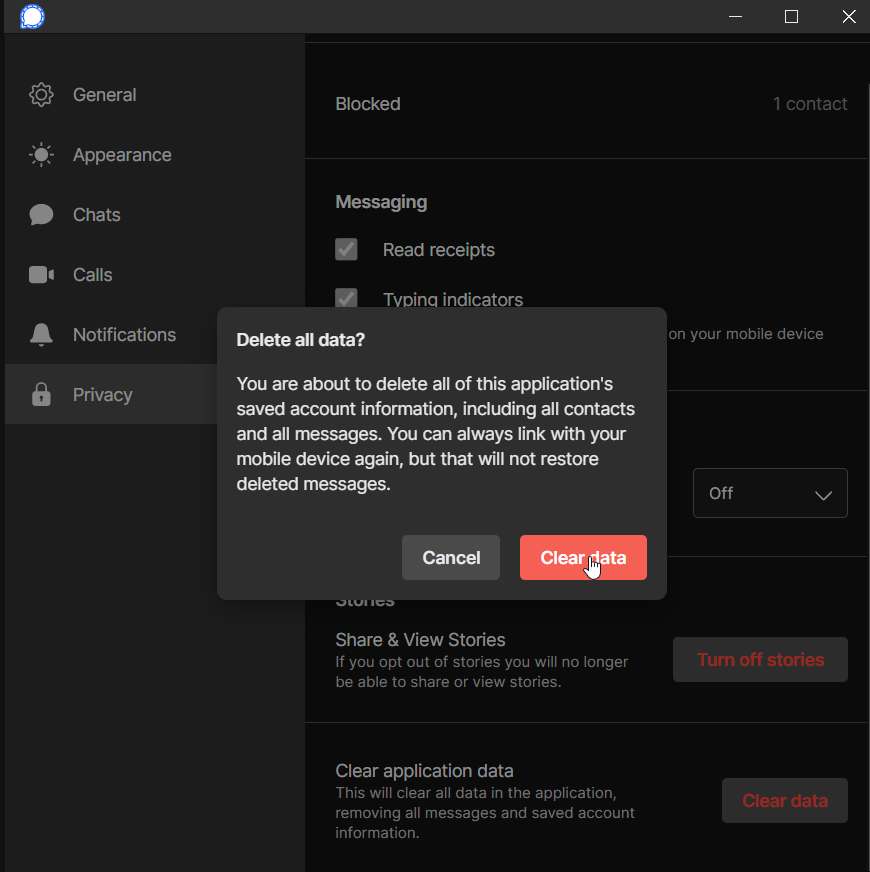 General
Appearance
Chats
Calls
Notifications
Privacy
Blocked
1 contact
Messaging
Read receipts
Typing indicators
on your mobile device
Delete all data?
You are about to delete all of this application's
saved account information, including all contacts
and all messages. You can always link with your
mobile device again, but that will not restore
deleted messages.
Cancel
Clear data
Off
Stories
Share & View Stories
If you opt out of stories you will no longer
be able to share or view stories.
Turn off stories
Clear application data
This will clear all data in the application,
removing all messages and saved account
information.
Clear data